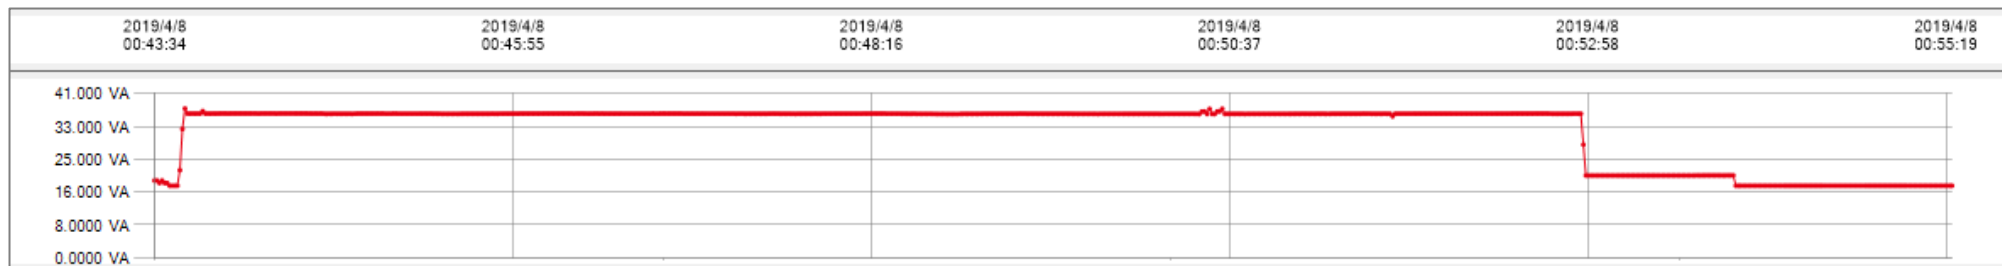 2019/4/8 2019/4/8 2019/4/8 2019/4/8 2019/4/8 2019/4/8
00:43:34 00:45:55 00:48:16 00:50:37 00:52:58 00:55:19
41.000 VA
33.000 VA
25.000 VA
16.000 VA
8.0000 VA
0.0000 VA